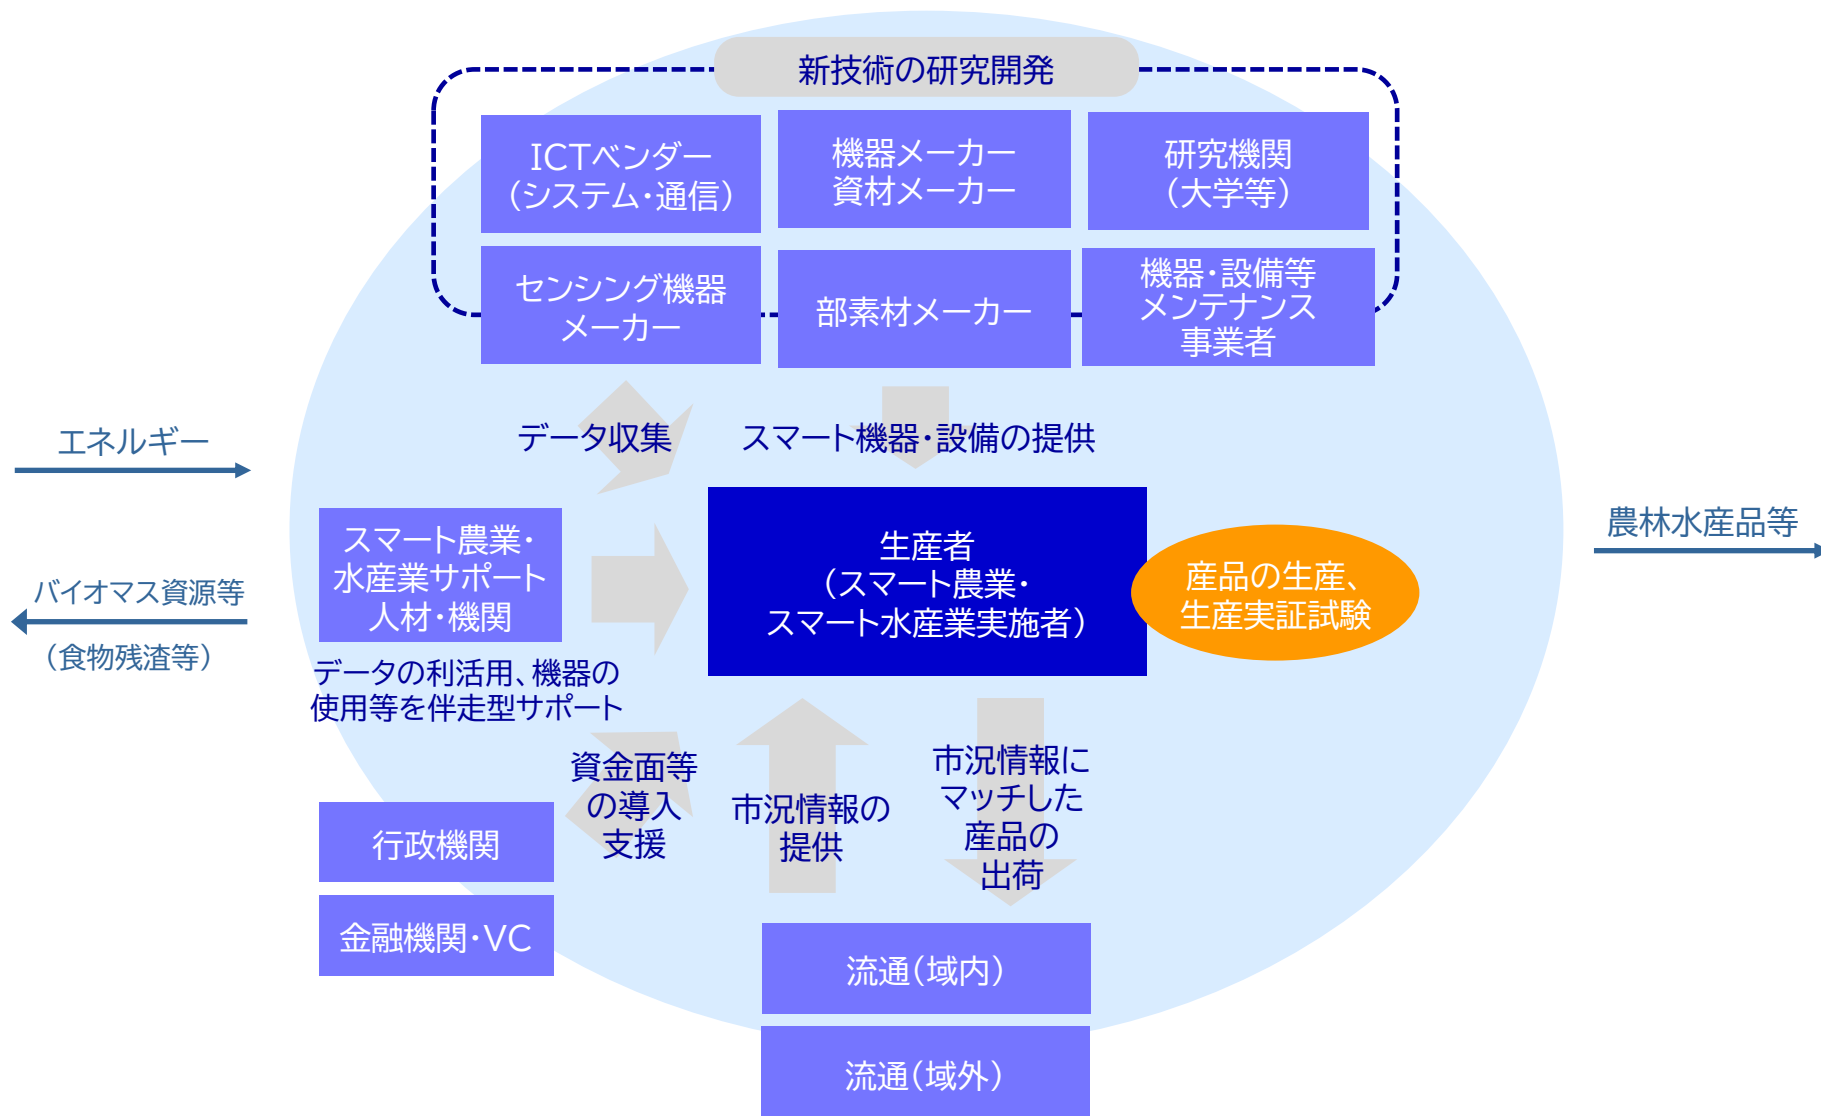 新技術の研究開発
ICTベンダー
（システム・通信）
機器メーカー
資材メーカー
研究機関
（大学等）
センシング機器
メーカー
部素材メーカー
機器・設備等
メンテナンス
事業者
データ収集
スマート機器・設備の提供
エネルギー
バイオマス資源等
（食物残渣等）
スマート農業・
水産業サポート
人材・機関
データの利活用、機器の
使用等を伴走型サポート
生産者
（スマート農業・
スマート水産業実施者）
産品の生産、
生産実証試験
農林水産品等
資金面等
の導入
支援
市況情報の
提供
市況情報に
マッチした
産品の
出荷
行政機関
金融機関・VC
流通（域内）
流通（域外）